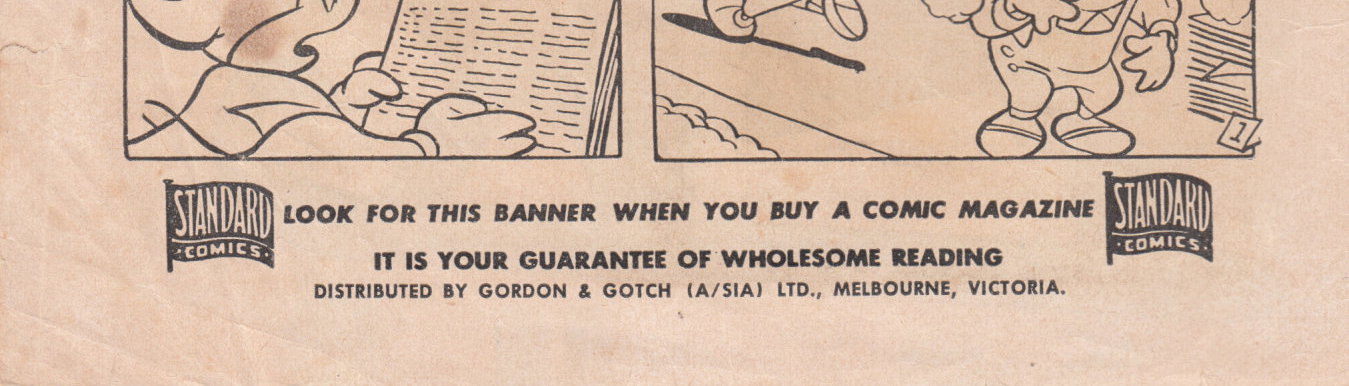 1
STANDARD
COMICS
LOOK FOR THIS BANNER WHEN YOU BUY A COMIC MAGAZINE
STANDARD
COMICS
IT IS YOUR GUARANTEE OF WHOLESOME READING
DISTRIBUTED BY GORDON & GOTCH (A/SIA) LTD., MELBOURNE, VICTORIA.